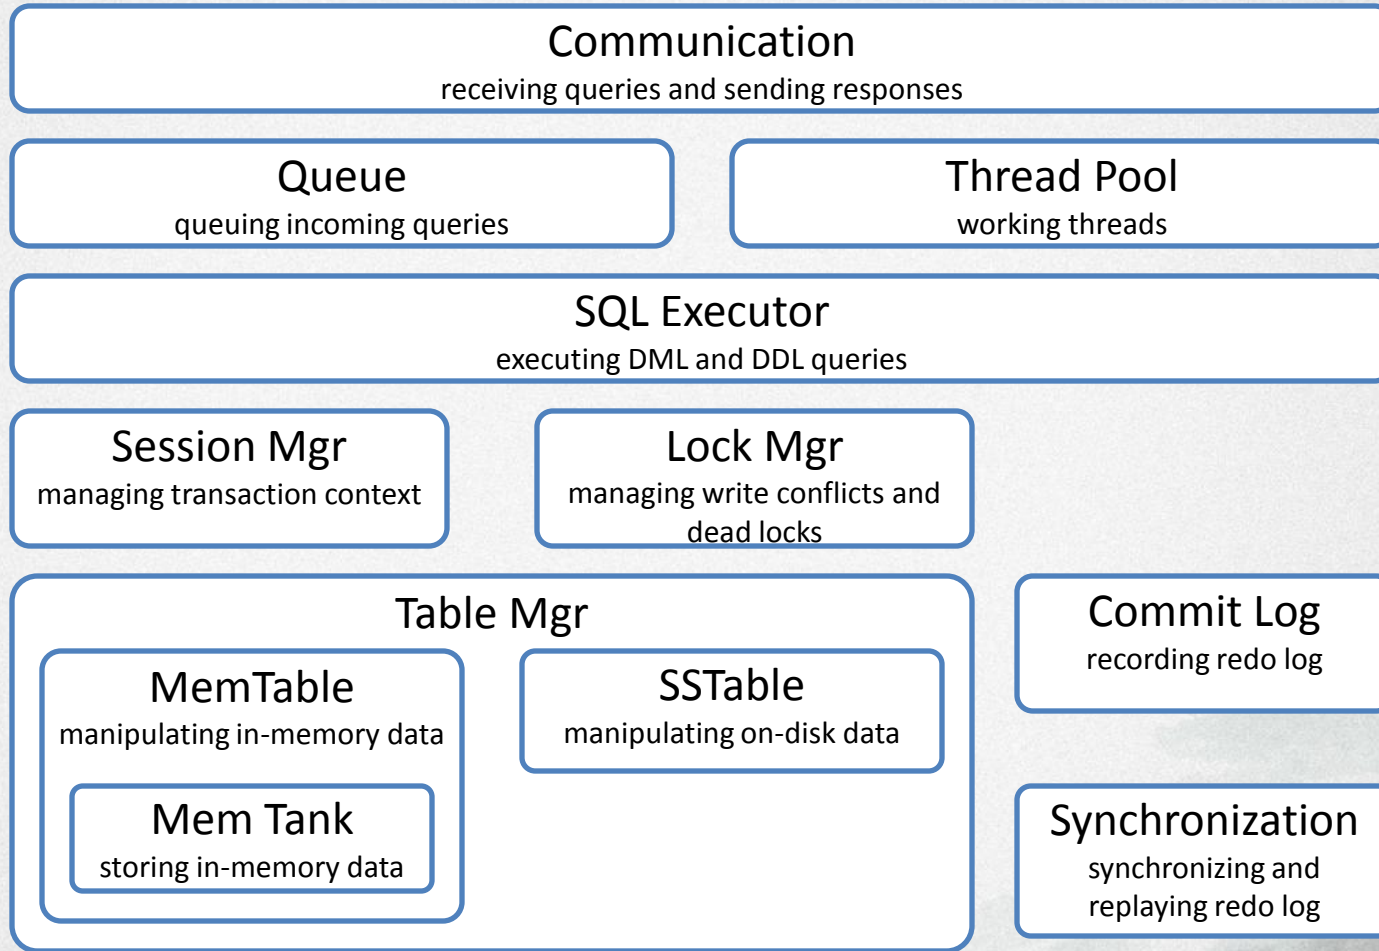 Communication
receiving queries and sending responses
Queue
queuing incoming queries
Thread Pool
working threads
SQL Executor
executing DML and DDL queries
Session Mgr
managing transaction context
Lock Mgr
managing write conflicts and
dead locks
Table Mgr
MemTable
manipulating in-memory data
Mem Tank
storing in-memory data
SSTable
manipulating on-disk data
Commit Log
recording redo log
Synchronization
synchronizing and
replaying redo log